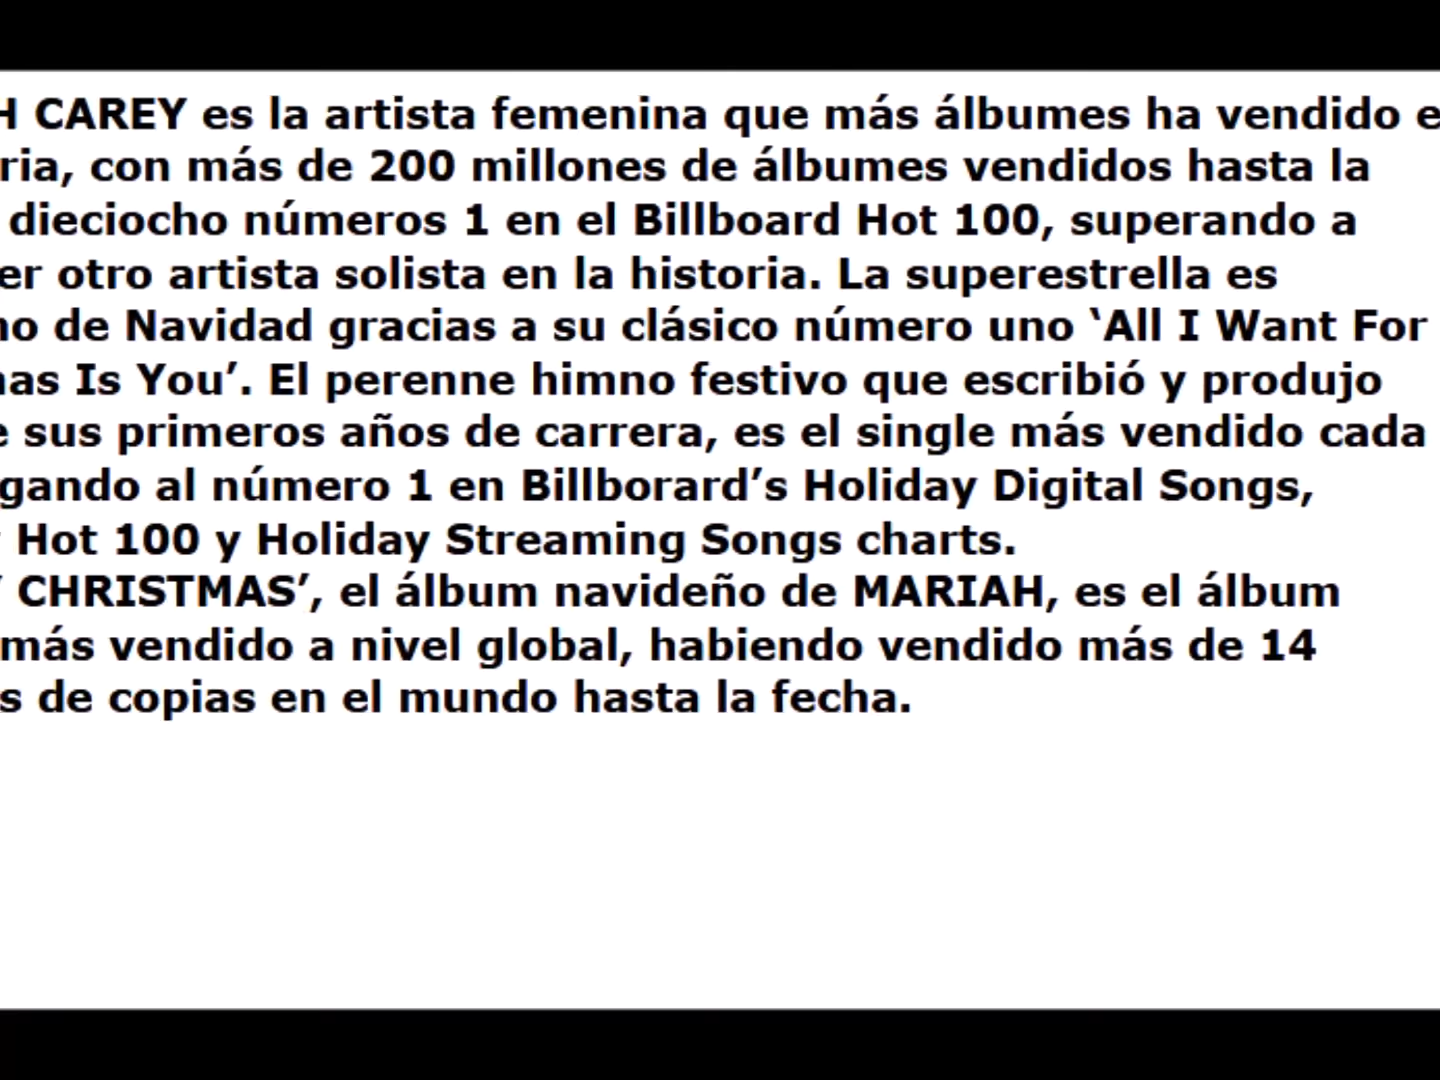 H CAREY es la artista femenina que más álbumes ha vendido e
ria, con más de 200 millones de álbumes vendidos hasta la
dieciocho números 1 en el Billboard Hot 100, superando a
er otro artista solista en la historia. La superestrella es
no de Navidad gracias a su clásico número uno ‘All I Want For
as Is You’. El perenne himno festivo que escribió y produjo
e sus primeros años de carrera, es el single más vendido cada
gando al número 1 en Billborard’s Holiday Digital Songs,
Hot 100 y Holiday Streaming Songs charts.
CHRISTMAS’, el álbum navideño de MARIAH, es el álbum
más vendido a nivel global, habiendo vendido más de 14
s de copias en el mundo hasta la fecha.